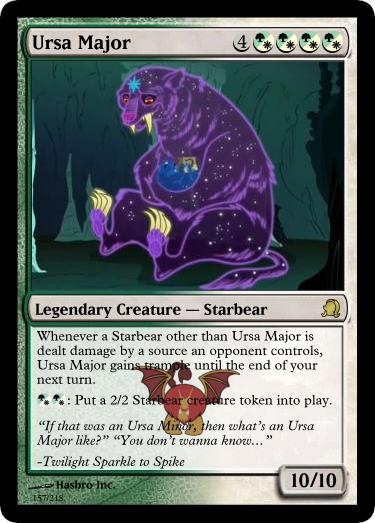 Ursa Major 4
Legendary Creature — Starbear
Whenever a Starbear other than Ursa Major is
dealt damage by a source an opponent controls,
Ursa Major gains trample until the end of your
next turn.
: Put a 2/2 Starbear creature token into play.
“If that was an Ursa Minor, then what’s an Ursa
Major like?” “You don’t wanna know…”
-Twilight Sparkle to Spike
10/10
Hasbro Inc.
157/218